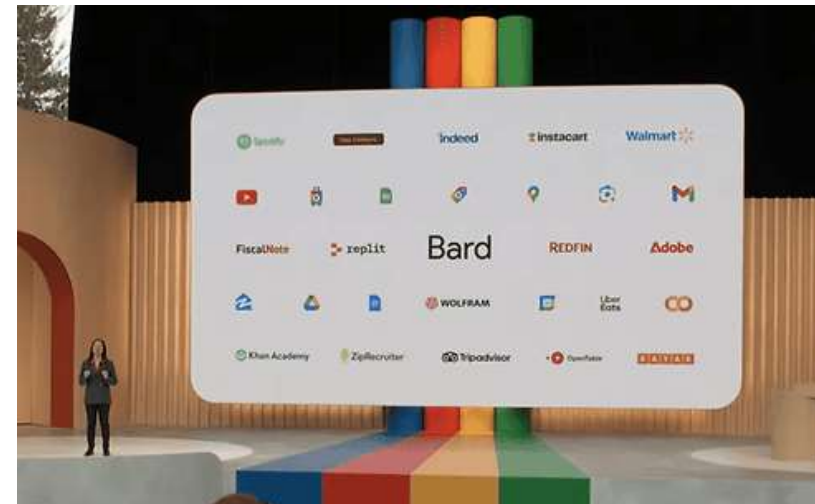 Spotify
indeed
instacart
Walmart
FiscalNote
replit
Bard
REDFIN
Adobe
WOLFRAM
Uber
Eats
Khan Academy
ZipRecruiter
Tripadvisor
OpenTable
KAYAK